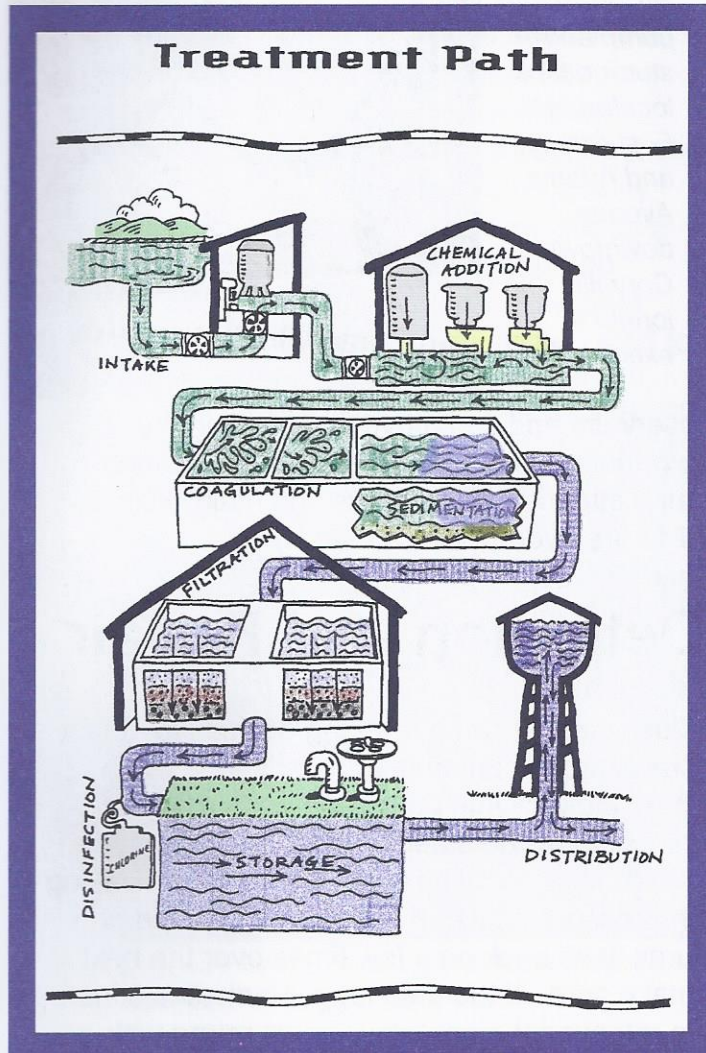 Treatment Path
CHEMICAL
ADDITION
INTAKE
COAGULATION
SEDIMENTATION
FILTRATION
DISINFECTION
CHLORINE
STORAGE
DISTRIBUTION